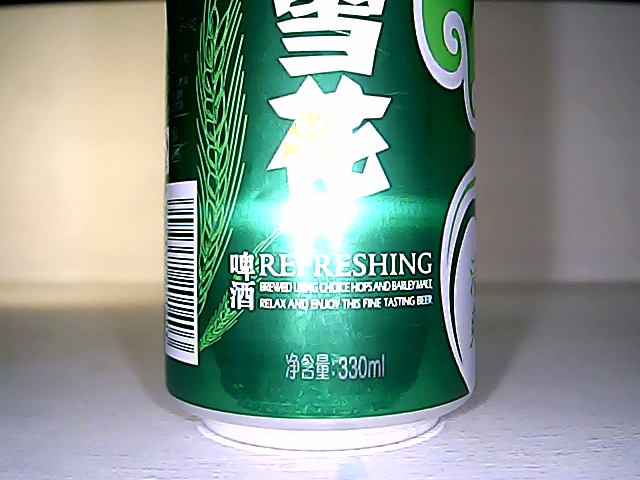 雪花
啤酒
REFRESHING
BREWED USING CHOICE HOPS AND BARLEY MALT,
RELAX AND ENJOY THIS FINE TASTING BEER
净含量:330ml